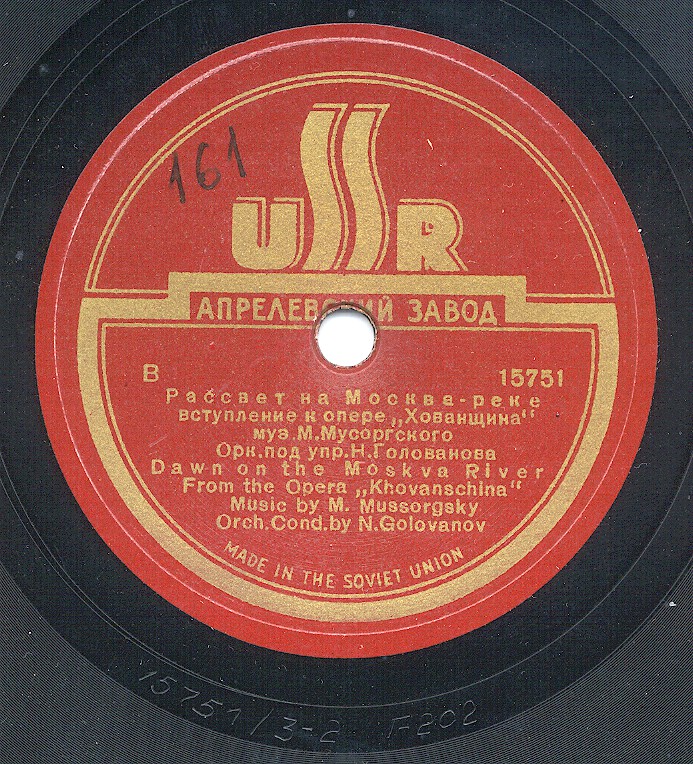 161
USSR
АПРЕЛЕВСКИЙ ЗАВОД
В 15751
Рассвет на Москва-реке
вступление к опере „Хованщина"
муз.М.Мусоргского
Орк.под упр.Н.Голованова
Dawn on the Moskva River
From the Opera „Khovanschina"
Music by M. Mussorgsky
Orch.Cond.by N.Golovanov
MADE IN THE SOVIET UNION
15751/3-2 Г-202